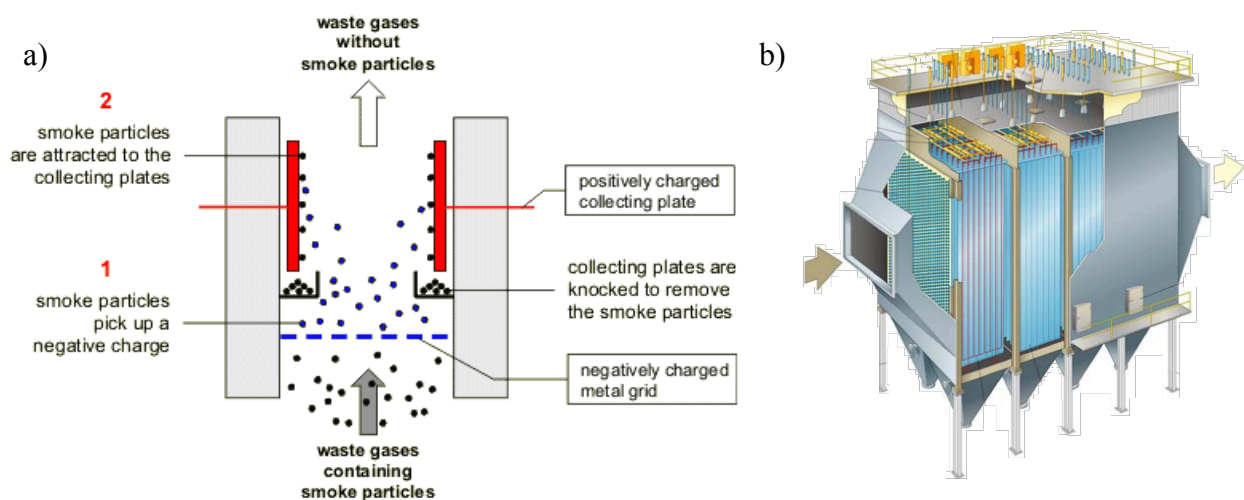 a)
waste gases
without
smoke particles
2
smoke particles
are attracted to the
collecting plates
1
smoke particles
pick up a
negative charge
positively charged
collecting plate
collecting plates are
knocked to remove
the smoke particles
negatively charged
metal grid
waste gases
containing
smoke particles
b)